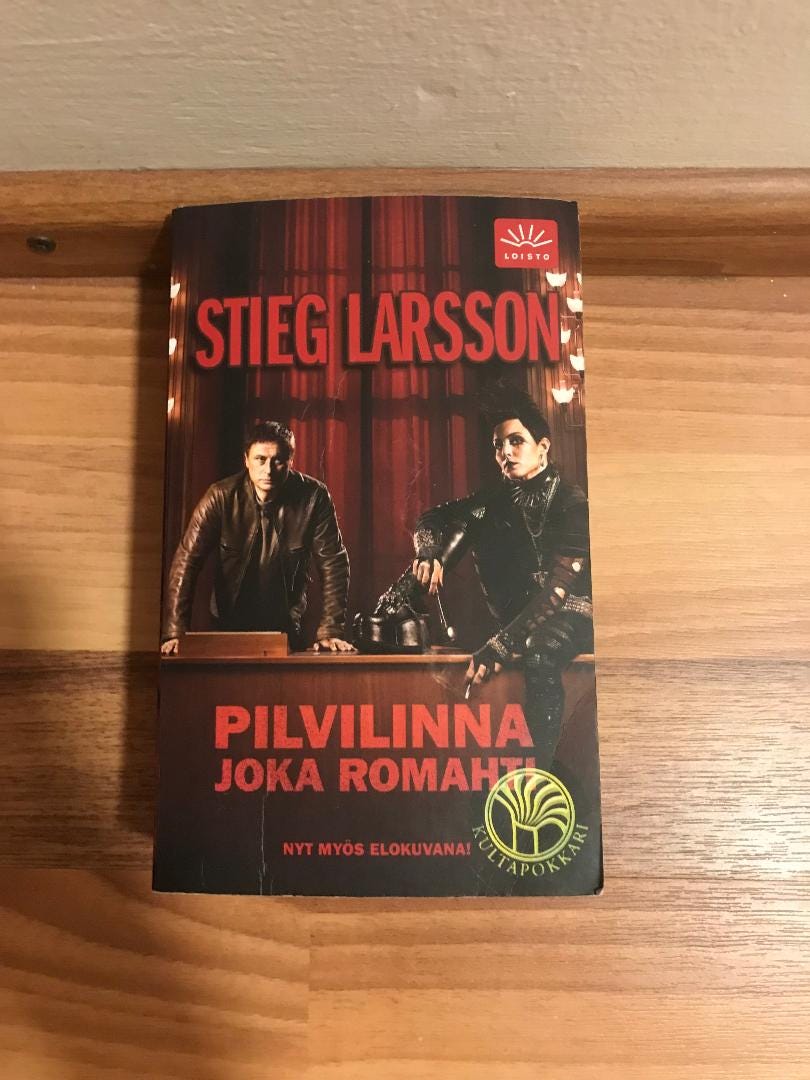 LOISTO
STIEG LARSSON
PILVILINNA
JOKA ROMAHTI
NYT MYÖS ELOKUVANA!
KULTAPOKKARI